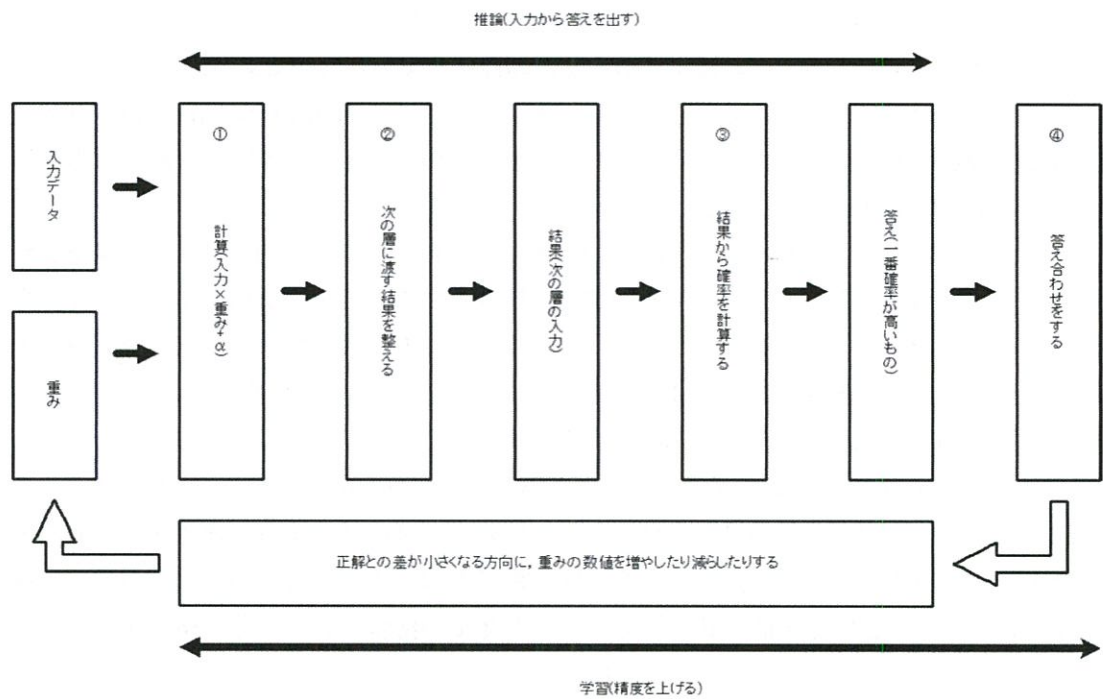 推論(入力から答えを出す)
入力データ
重み
①
計算(入力×重み+α)
②
次の層に渡す結果を整える
結果(次の層の入力)
③
結果から確率を計算する
答え(一番確率が高いもの)
④
答え合わせをする
正解との差が小さくなる方向に，重みの数値を増やしたり減らしたりする
学習(精度を上げる)